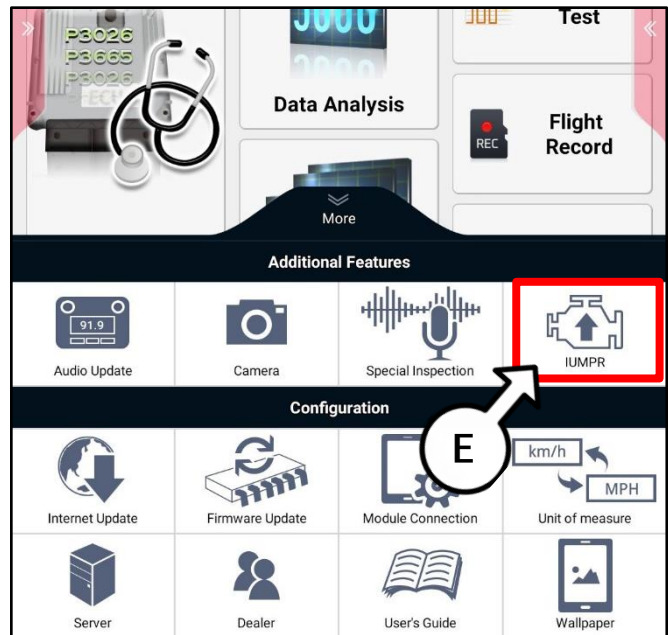 P3026
P3665
P3026
ECM
Data Analysis
Test
REC
Flight
Record
More
Additional Features
91.9
Audio Update
Camera
Special Inspection
IUMPR
E
Configuration
km/h
MPH
Internet Update
Firmware Update
Module Connection
Unit of measure
Server
Dealer
User's Guide
Wallpaper